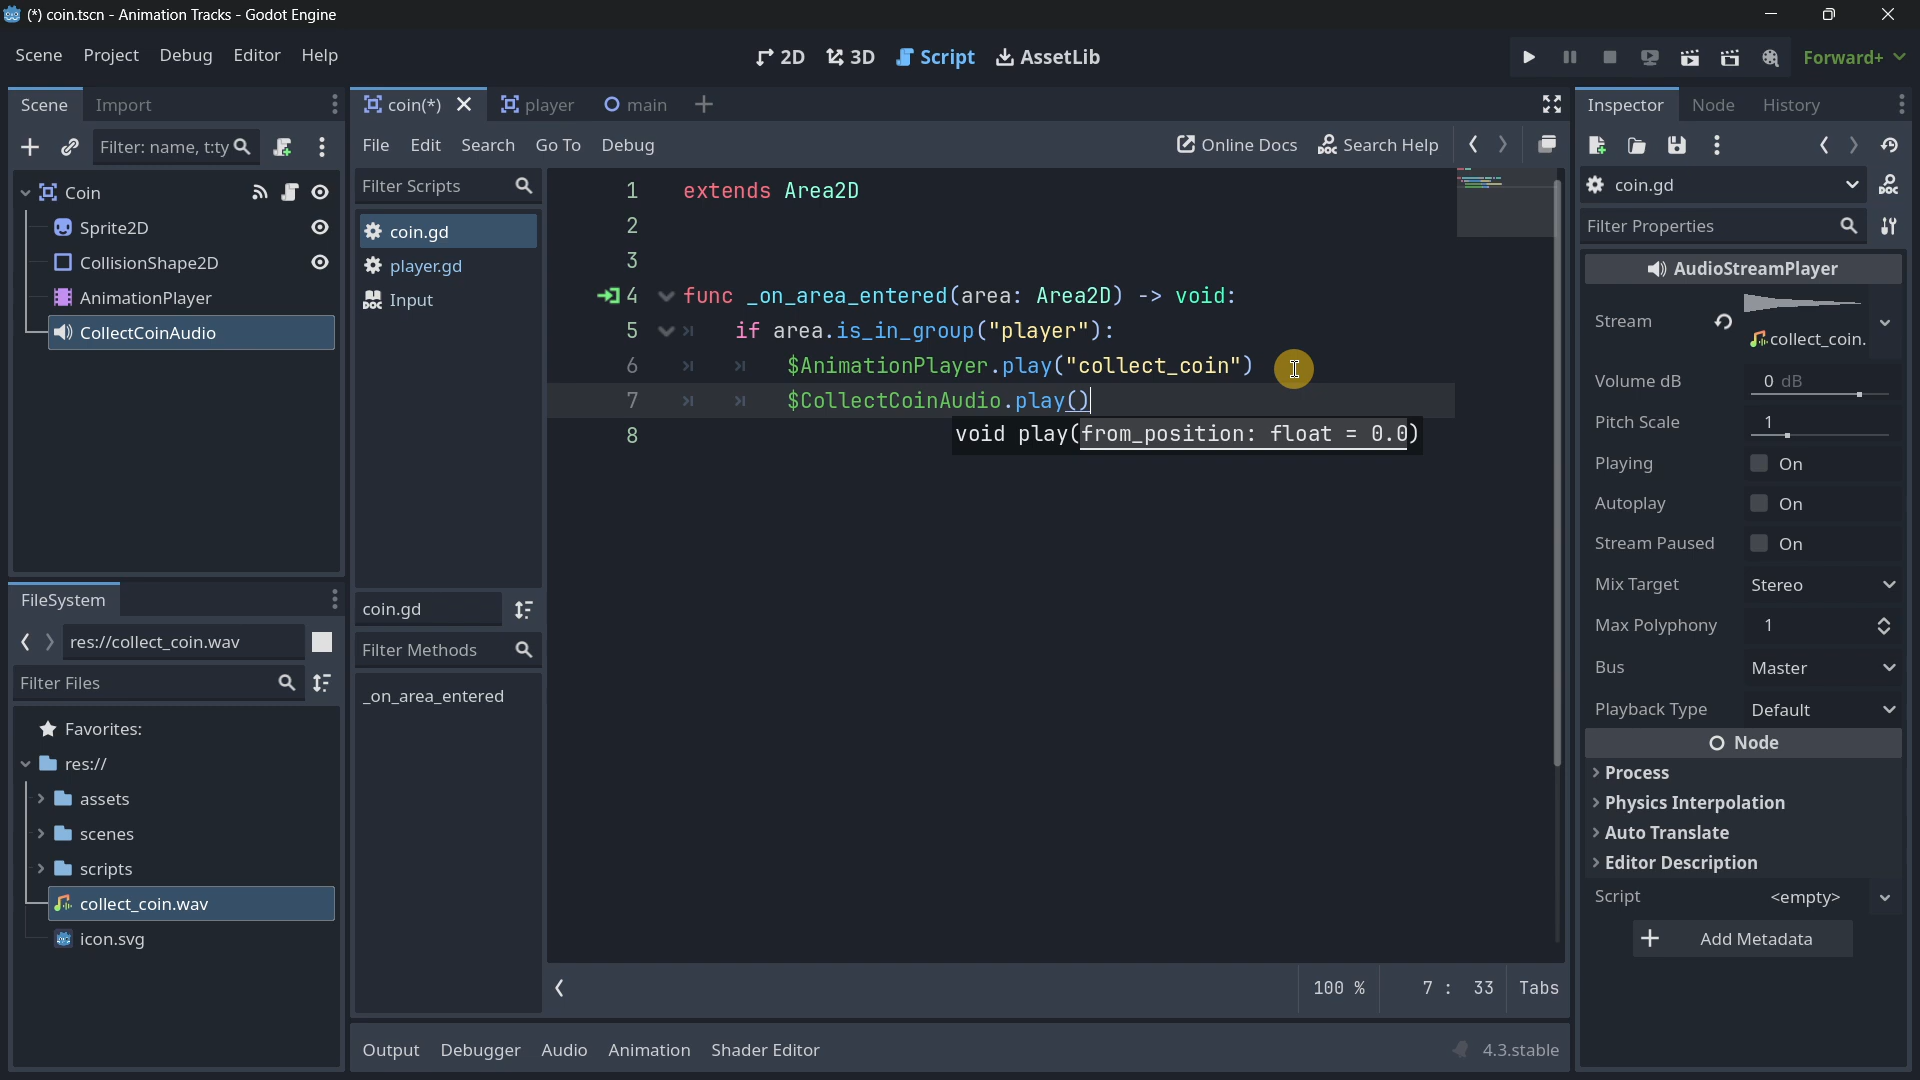 (*) coin.tscn - Animation Tracks - Godot Engine
Scene Project Debug Editor Help
2D 3D Script AssetLib
Forward+
Scene Import
Filter: name, t:ty
Coin
Sprite2D
CollisionShape2D
AnimationPlayer
CollectCoinAudio
FileSystem
res://collect_coin.wav
Filter Files
Favorites:
res://
assets
scenes
scripts
collect_coin.wav
icon.svg
coin(*) player main
File Edit Search Go To Debug
Online Docs Search Help
Filter Scripts
coin.gd
player.gd
DOC Input
coin.gd
Filter Methods
_on_area_entered
1 extends Area2D
2
3
4 func _on_area_entered(area: Area2D) -> void:
5 if area.is_in_group("player"):
6 $AnimationPlayer.play("collect_coin")
7 $CollectCoinAudio.play()
8 void play(from_position: float = 0.0)
100 % 7 : 33 Tabs
Output Debugger Audio Animation Shader Editor
4.3.stable
Inspector Node History
coin.gd
Filter Properties
AudioStreamPlayer
Stream collect_coin.
Volume dB 0 dB
Pitch Scale 1
Playing On
Autoplay On
Stream Paused On
Mix Target Stereo
Max Polyphony 1
Bus Master
Playback Type Default
Node
Process
Physics Interpolation
Auto Translate
Editor Description
Script <empty>
Add Metadata